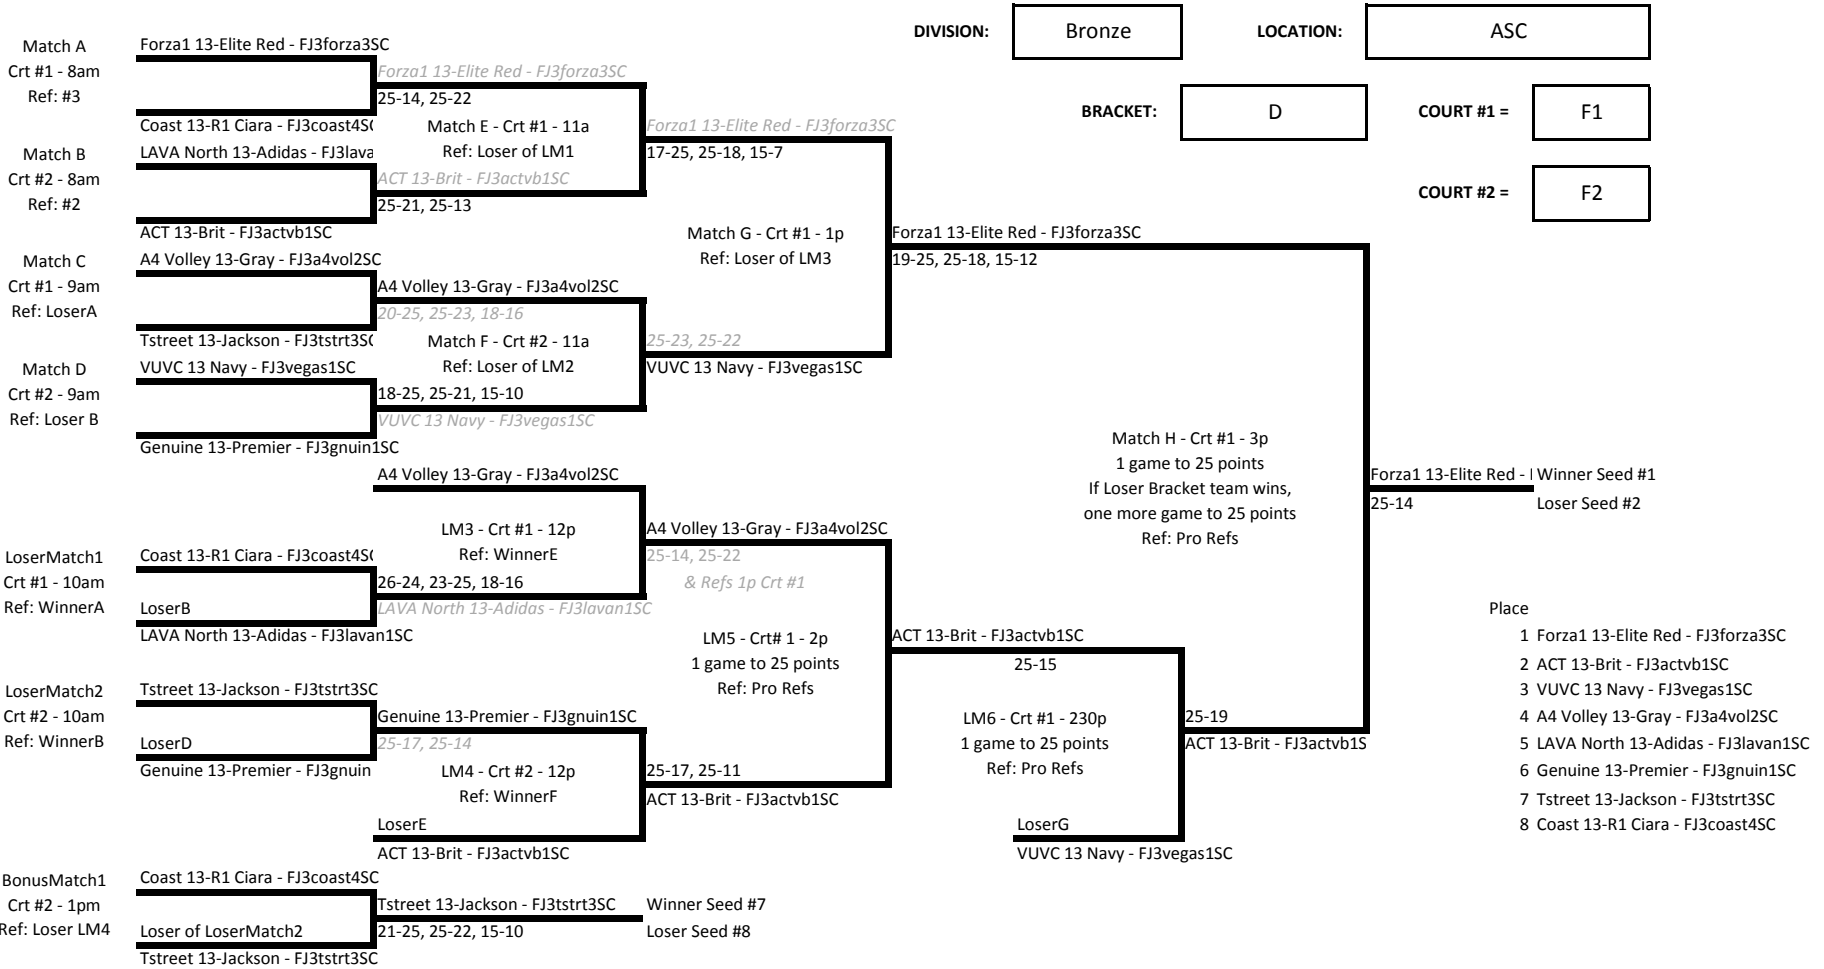 DIVISION: Bronze LOCATION: ASC
BRACKET: D COURT #1 = F1
COURT #2 = F2
Match A
Crt #1 - 8am
Ref: #3
Forza1 13-Elite Red - FJ3forza3SC
Coast 13-R1 Ciara - FJ3coast4SC
Match B
Crt #2 - 8am
Ref: #2
LAVA North 13-Adidas - FJ3lava
ACT 13-Brit - FJ3actvb1SC
Match C
Crt #1 - 9am
Ref: LoserA
A4 Volley 13-Gray - FJ3a4vol2SC
Tstreet 13-Jackson - FJ3tstrt3SC
Match D
Crt #2 - 9am
Ref: Loser B
VUVC 13 Navy - FJ3vegas1SC
Genuine 13-Premier - FJ3gnuin1SC
Forza1 13-Elite Red - FJ3forza3SC
25-14, 25-22
Match E - Crt #1 - 11a
Ref: Loser of LM1
ACT 13-Brit - FJ3actvb1SC
25-21, 25-13
A4 Volley 13-Gray - FJ3a4vol2SC
20-25, 25-23, 18-16
Match F - Crt #2 - 11a
Ref: Loser of LM2
18-25, 25-21, 15-10
VUVC 13 Navy - FJ3vegas1SC
Forza1 13-Elite Red - FJ3forza3SC
17-25, 25-18, 15-7
Match G - Crt #1 - 1p
Ref: Loser of LM3
25-23, 25-22
VUVC 13 Navy - FJ3vegas1SC
Forza1 13-Elite Red - FJ3forza3SC
19-25, 25-18, 15-12
Match H - Crt #1 - 3p
1 game to 25 points
If Loser Bracket team wins,
one more game to 25 points
Ref: Pro Refs
Forza1 13-Elite Red - Winner Seed #1
25-14 Loser Seed #2
A4 Volley 13-Gray - FJ3a4vol2SC
LM3 - Crt #1 - 12p
Ref: WinnerE
LoserMatch1
Crt #1 - 10am
Ref: WinnerA
Coast 13-R1 Ciara - FJ3coast4SC
LoserB
LAVA North 13-Adidas - FJ3lavan1SC
26-24, 23-25, 18-16
LAVA North 13-Adidas - FJ3lavan1SC
A4 Volley 13-Gray - FJ3a4vol2SC
25-14, 25-22
& Refs 1p Crt #1
LM5 - Crt# 1 - 2p
1 game to 25 points
Ref: Pro Refs
LoserMatch2
Crt #2 - 10am
Ref: WinnerB
Tstreet 13-Jackson - FJ3tstrt3SC
LoserD
Genuine 13-Premier - FJ3gnuin
Genuine 13-Premier - FJ3gnuin1SC
25-17, 25-14
LM4 - Crt #2 - 12p
Ref: WinnerF
LoserE
ACT 13-Brit - FJ3actvb1SC
25-17, 25-11
ACT 13-Brit - FJ3actvb1SC
ACT 13-Brit - FJ3actvb1SC
25-15
LM6 - Crt #1 - 230p
1 game to 25 points
Ref: Pro Refs
LoserG
VUVC 13 Navy - FJ3vegas1SC
25-19
ACT 13-Brit - FJ3actvb1S
BonusMatch1
Crt #2 - 1pm
Ref: Loser LM4
Coast 13-R1 Ciara - FJ3coast4SC
Loser of LoserMatch2
Tstreet 13-Jackson - FJ3tstrt3SC
Tstreet 13-Jackson - FJ3tstrt3SC Winner Seed #7
21-25, 25-22, 15-10 Loser Seed #8
Place
1 Forza1 13-Elite Red - FJ3forza3SC
2 ACT 13-Brit - FJ3actvb1SC
3 VUVC 13 Navy - FJ3vegas1SC
4 A4 Volley 13-Gray - FJ3a4vol2SC
5 LAVA North 13-Adidas - FJ3lavan1SC
6 Genuine 13-Premier - FJ3gnuin1SC
7 Tstreet 13-Jackson - FJ3tstrt3SC
8 Coast 13-R1 Ciara - FJ3coast4SC